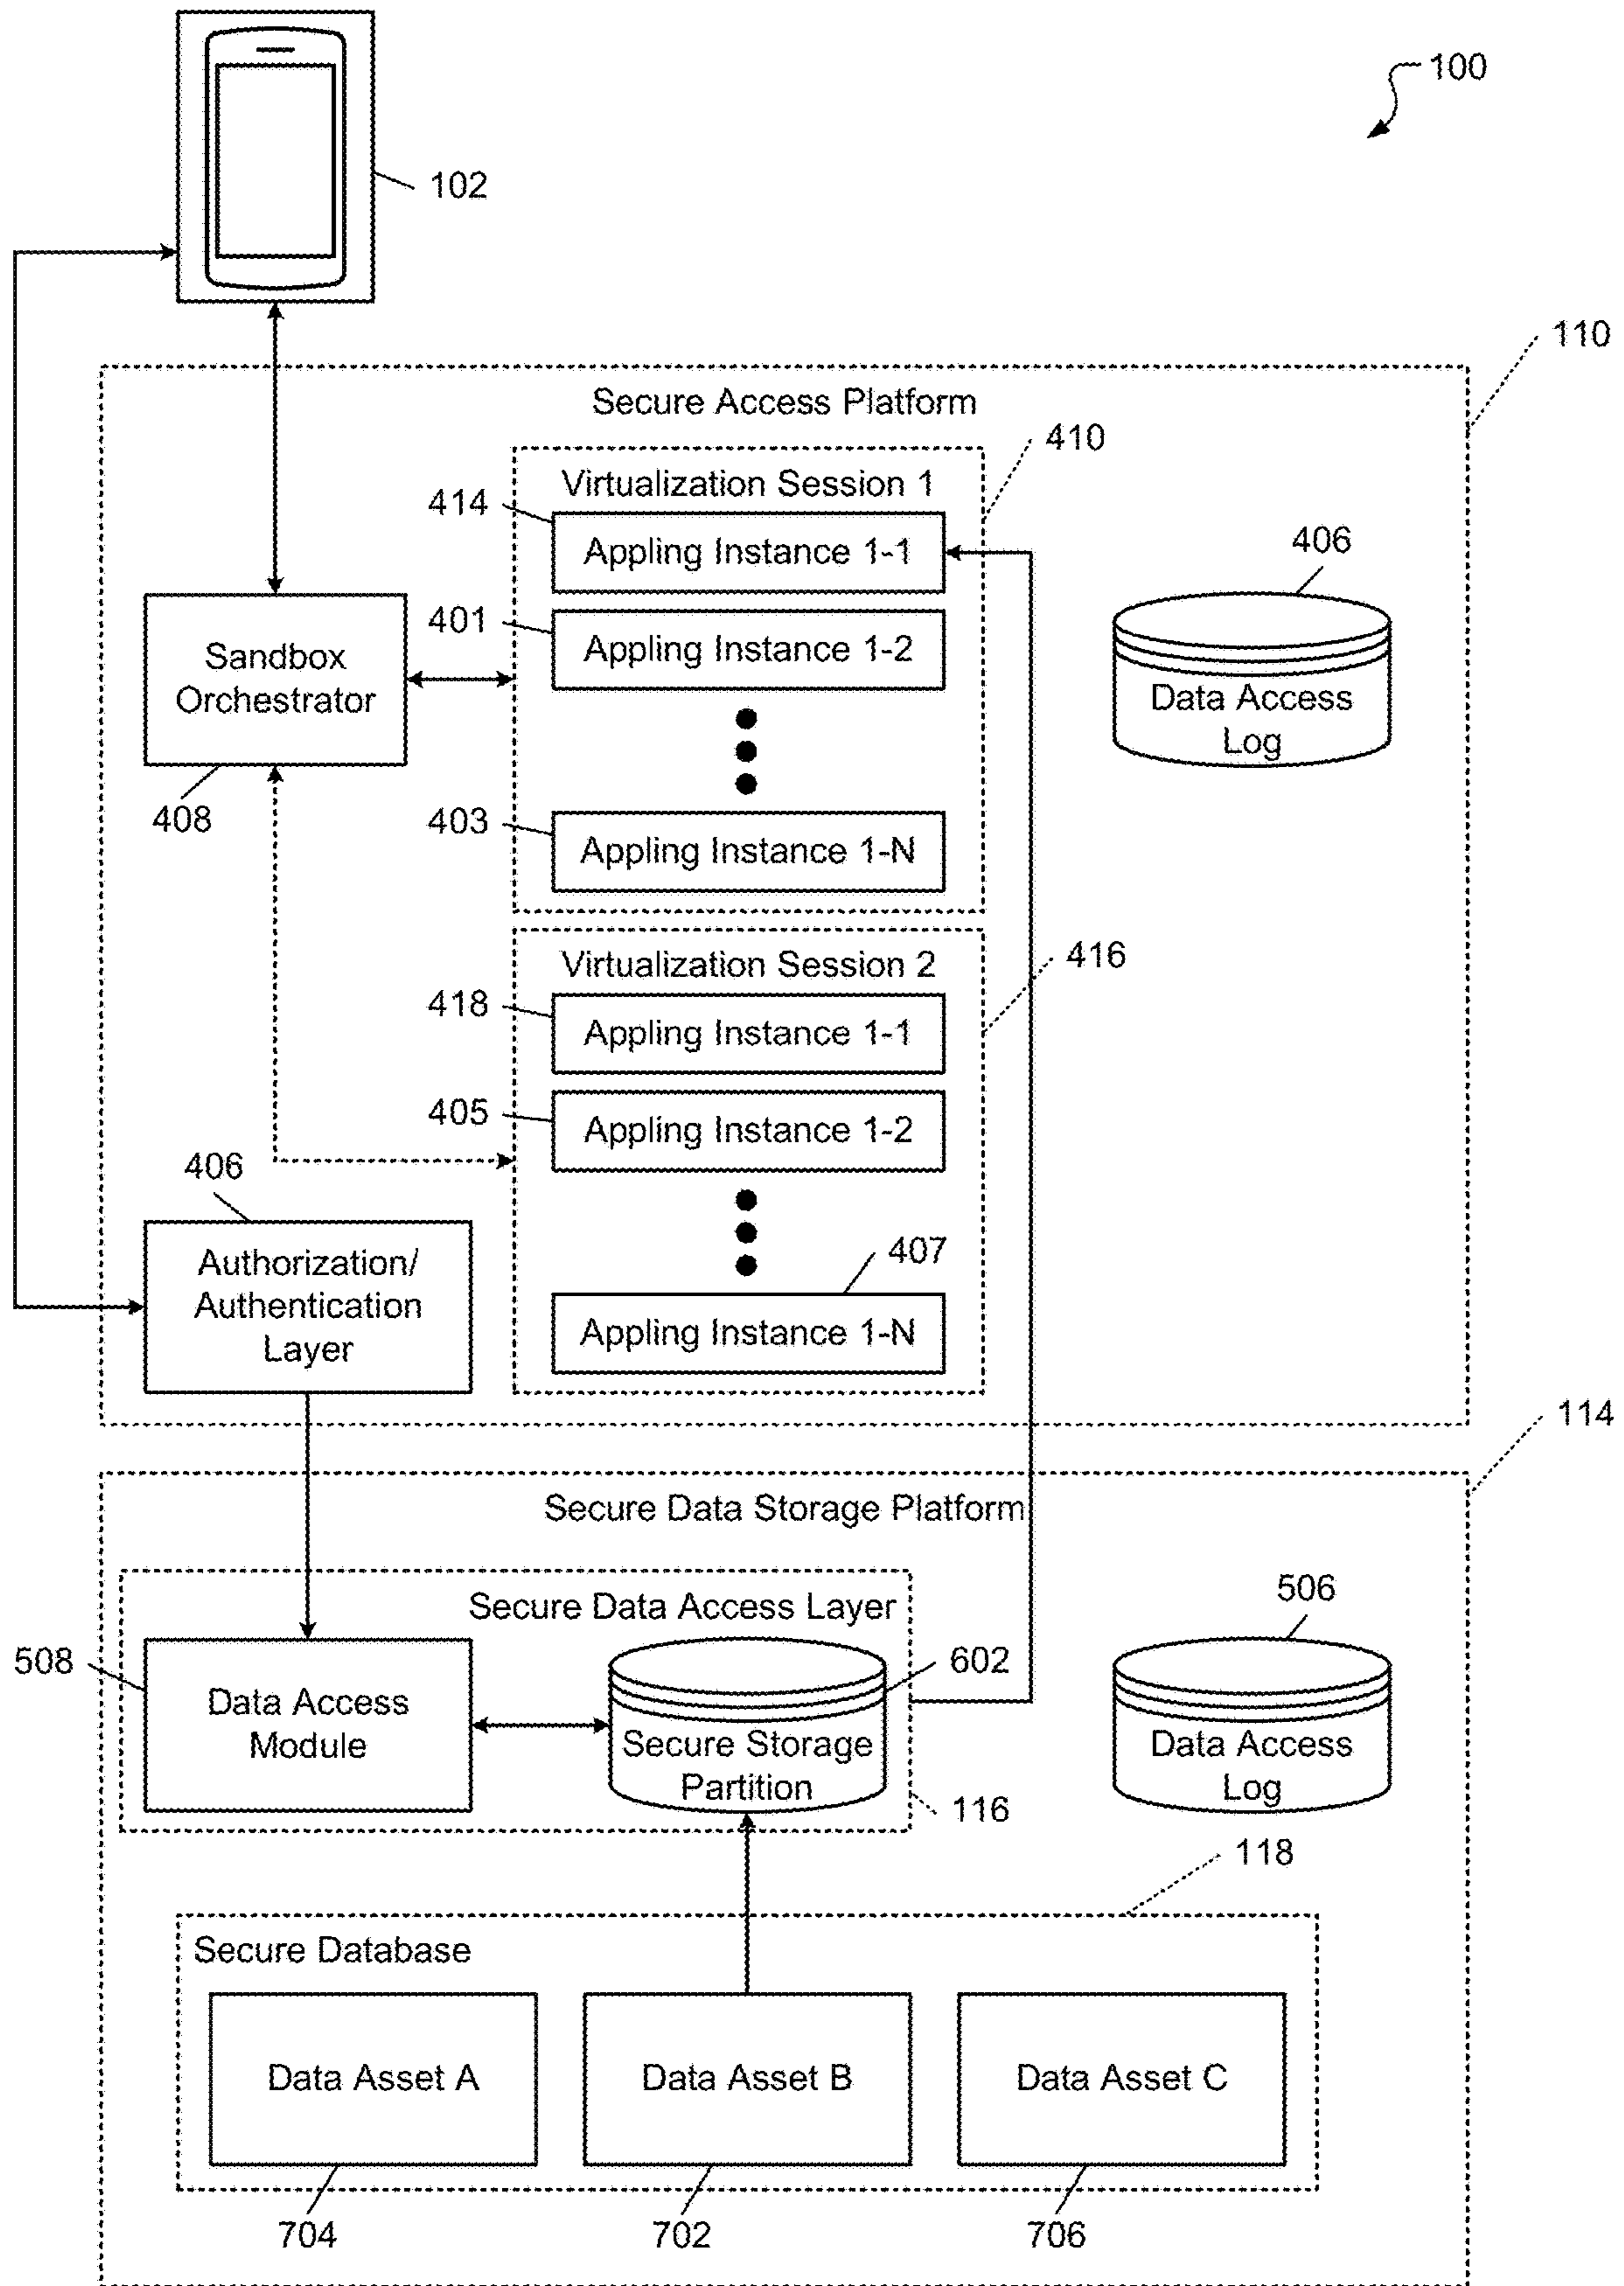 100
102
110
Secure Access Platform
410
Virtualization Session 1
414
Appling Instance 1-1
406
401
Appling Instance 1-2
Sandbox
Orchestrator
Data Access
Log
408
403
Appling Instance 1-N
416
Virtualization Session 2
418
Appling Instance 1-1
405
Appling Instance 1-2
406
407
Authorization/
Authentication
Layer
Appling Instance 1-N
114
Secure Data Storage Platform
506
Secure Data Access Layer
508
602
Data Access
Module
Secure Storage
Partition
Data Access
Log
116
118
Secure Database
Data Asset A
Data Asset B
Data Asset C
704
702
706